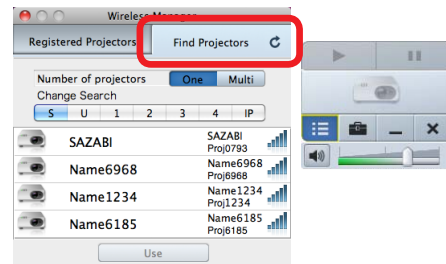 Wireless Manager
Registered Projectors Find Projectors
Number of projectors One Multi
Change Search
S U 1 2 3 4 IP
SAZABI SAZABI
Proj0793
Name6968 Name6968
Proj6968
Name1234 Name1234
Proj1234
Name6185 Name6185
Proj6185
Use